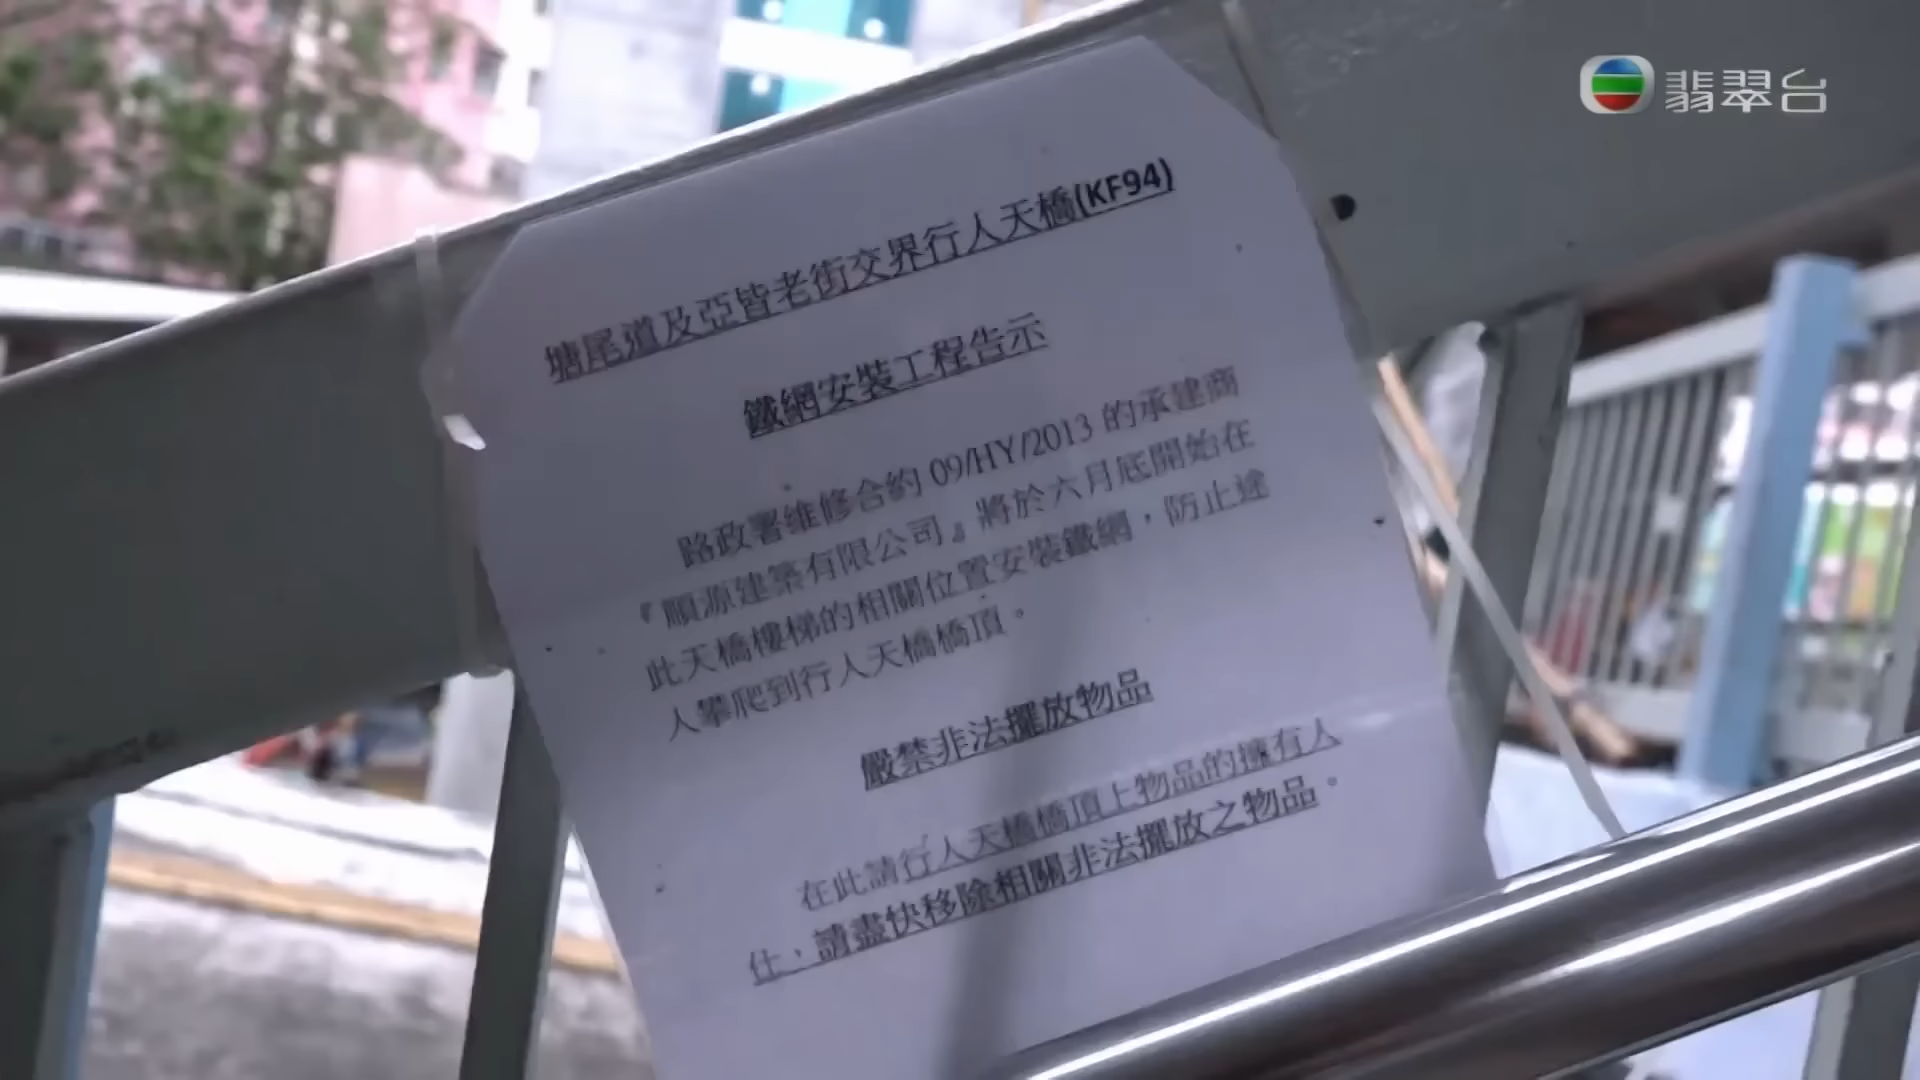 翡翠台
塘尾道及亞皆老街交界行人天橋(KF94)
鐵網安裝工程告示
路政署維修合約 09/HY/2013 的承建商
『順源建築有限公司』將於六月底開始在
此天橋樓梯的相關位置安裝鐵網，防止途
人攀爬到行人天橋橋頂。
嚴禁非法擺放物品
在此請行人天橋橋頂上物品的擁有人
仕，請盡快移除相關非法擺放之物品。